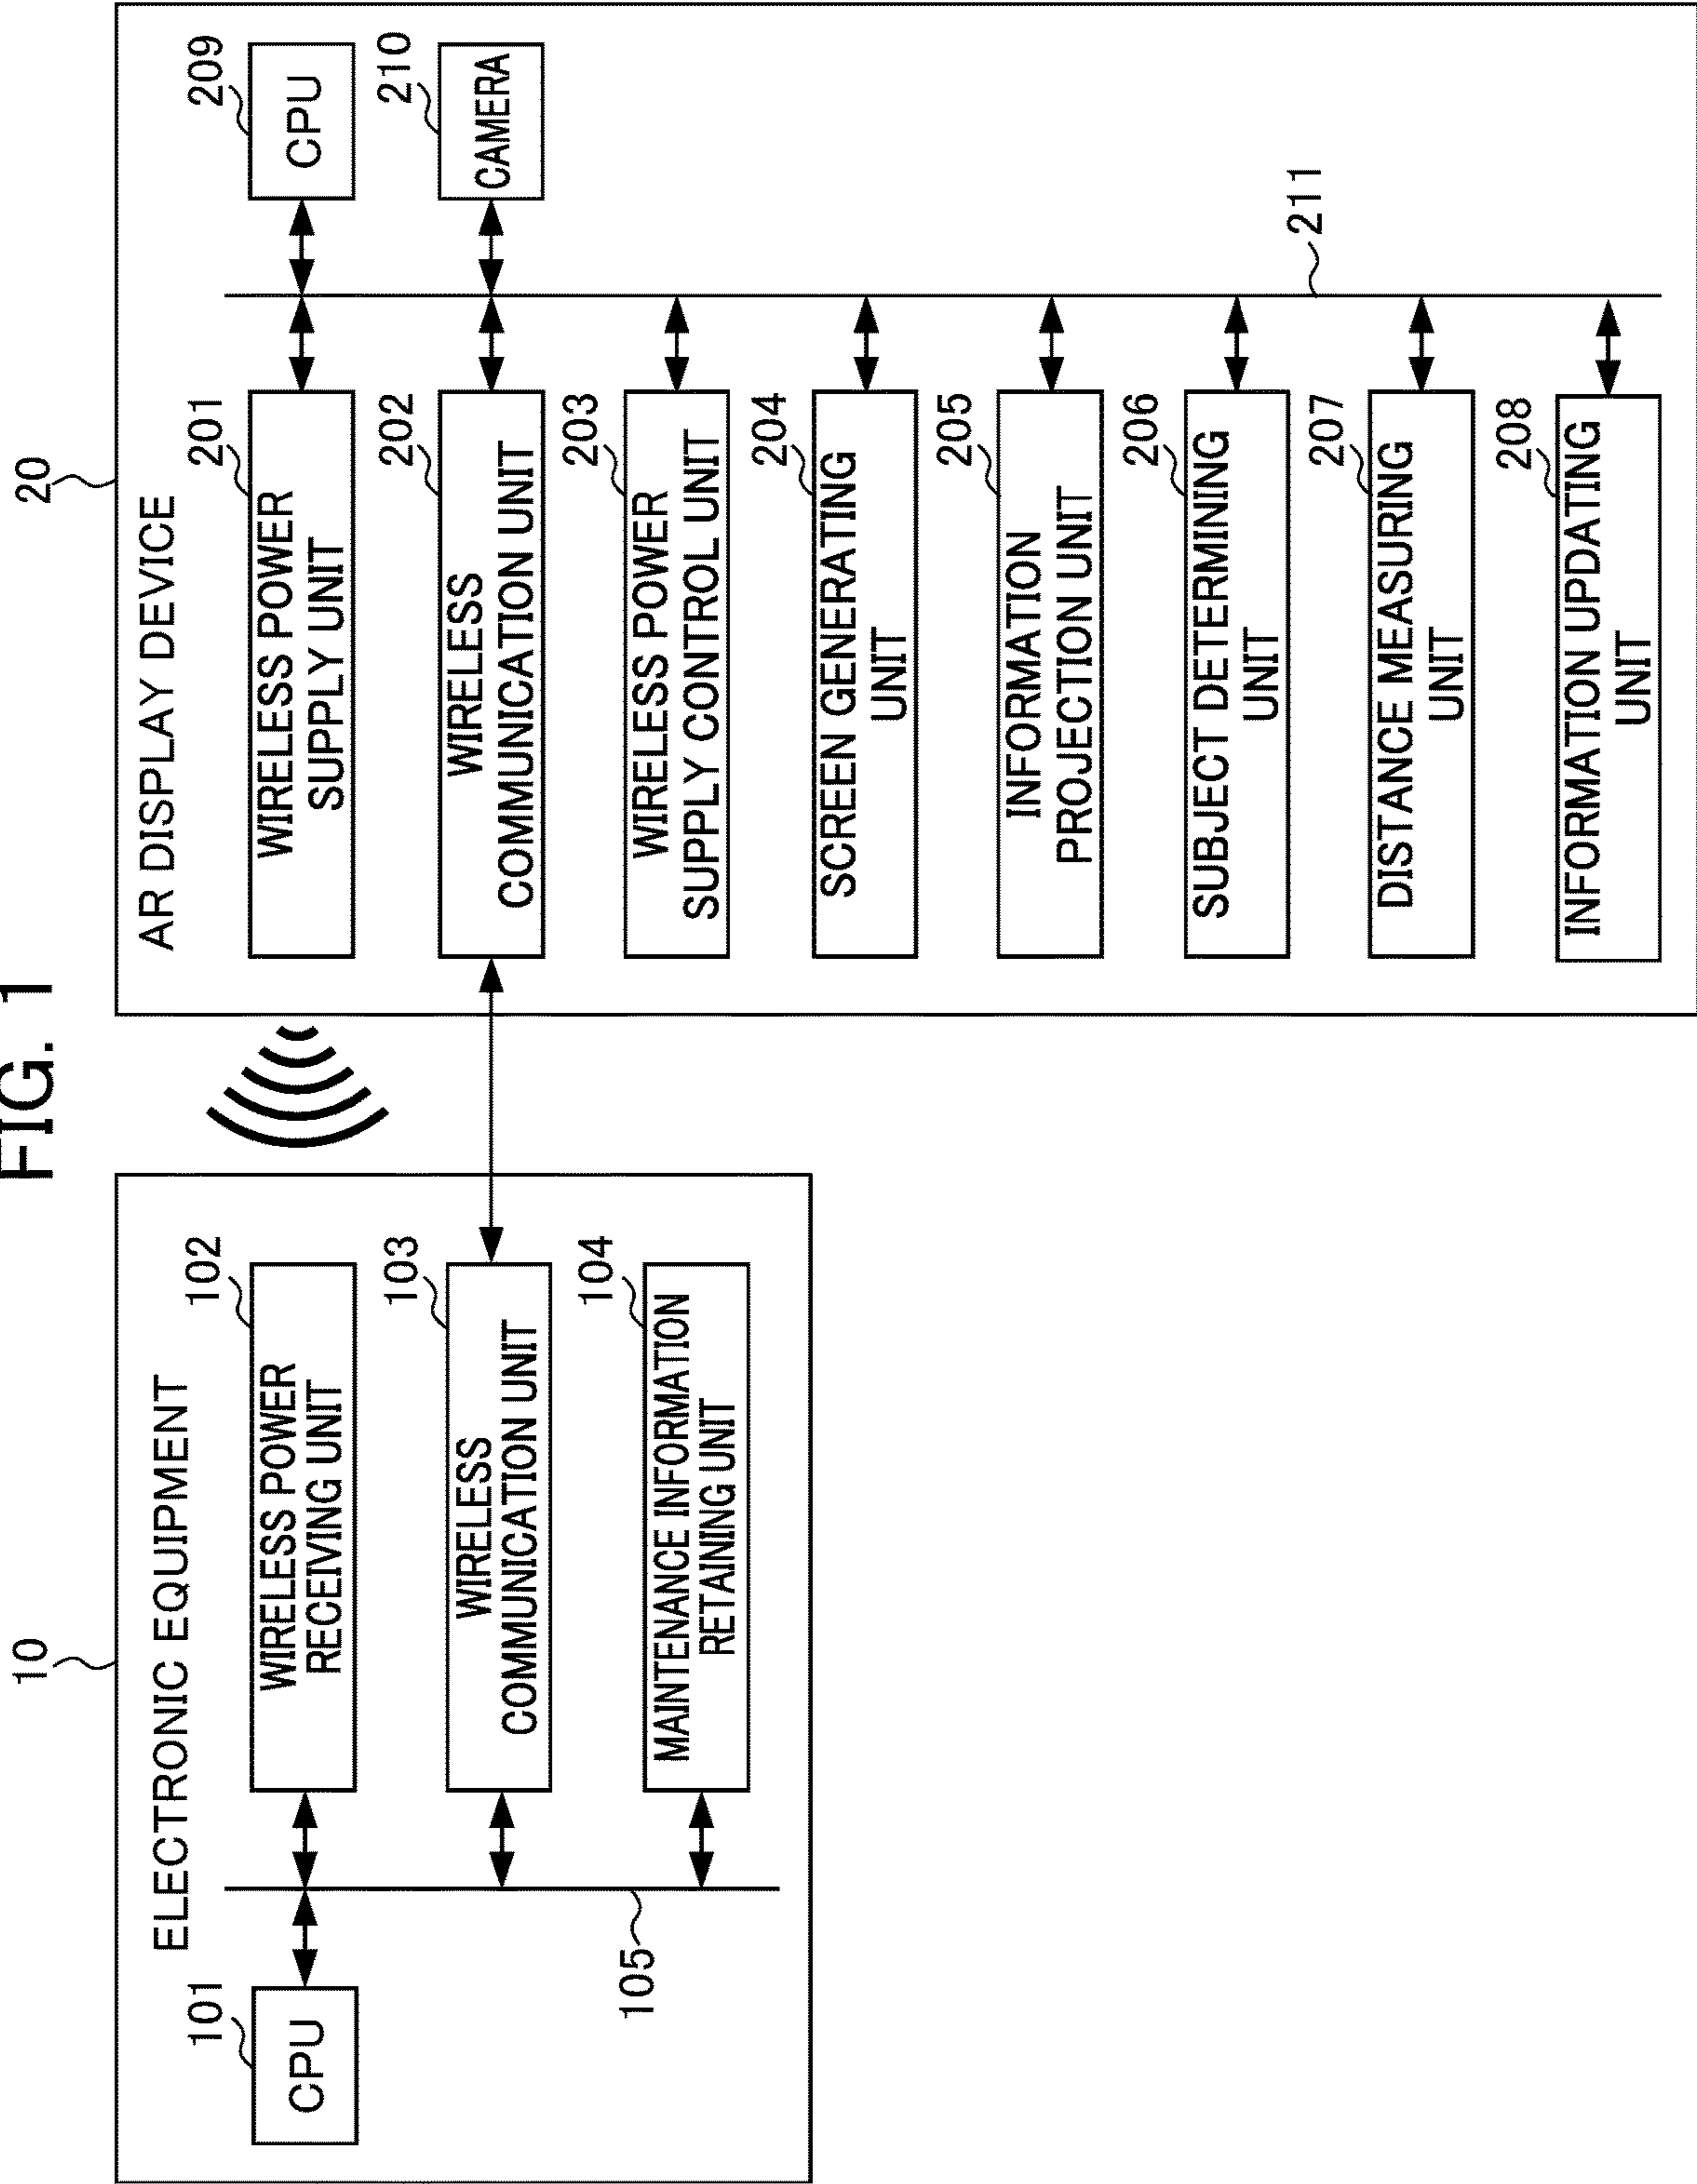 FIG. 1
10
ELECTRONIC EQUIPMENT
101
CPU
102
WIRELESS POWER
RECEIVING UNIT
103
WIRELESS
COMMUNICATION UNIT
104
MAINTENANCE INFORMATION
RETAINING UNIT
105
20
AR DISPLAY DEVICE
201
WIRELESS POWER
SUPPLY UNIT
202
WIRELESS
COMMUNICATION UNIT
203
WIRELESS POWER
SUPPLY CONTROL UNIT
204
SCREEN GENERATING
UNIT
205
INFORMATION
PROJECTION UNIT
206
SUBJECT DETERMINING
UNIT
207
DISTANCE MEASURING
UNIT
208
INFORMATION UPDATING
UNIT
209
CPU
210
CAMERA
211